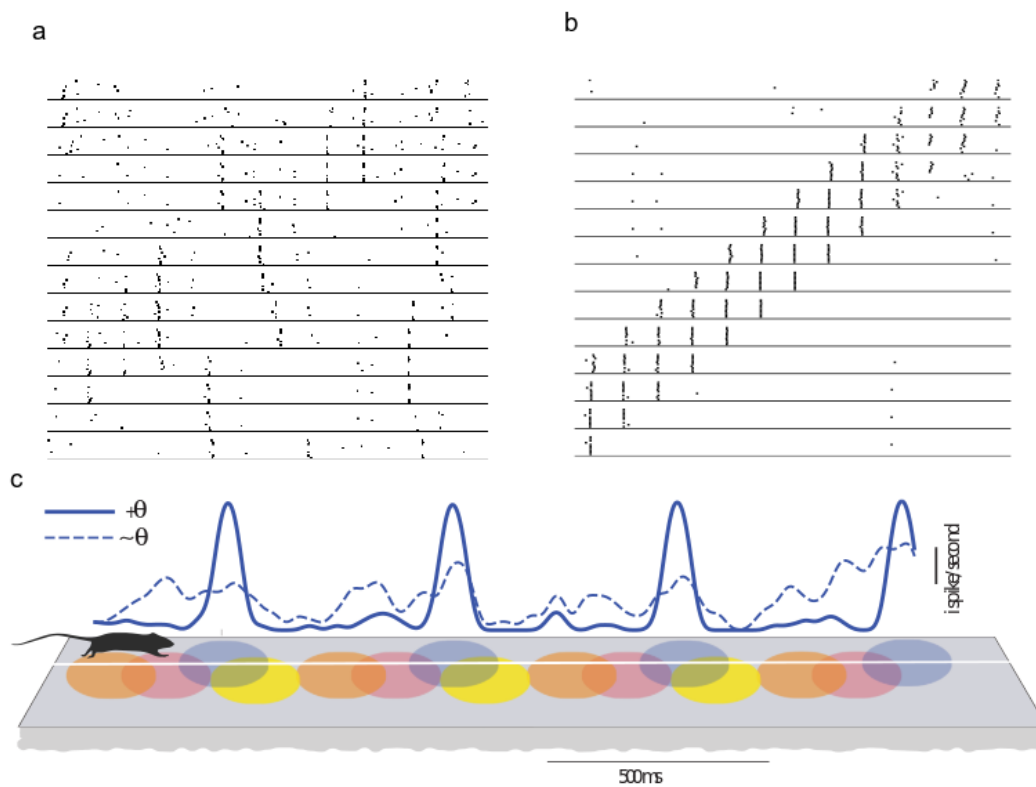 a
b
c
+θ
~θ
1 spike/second
500ms